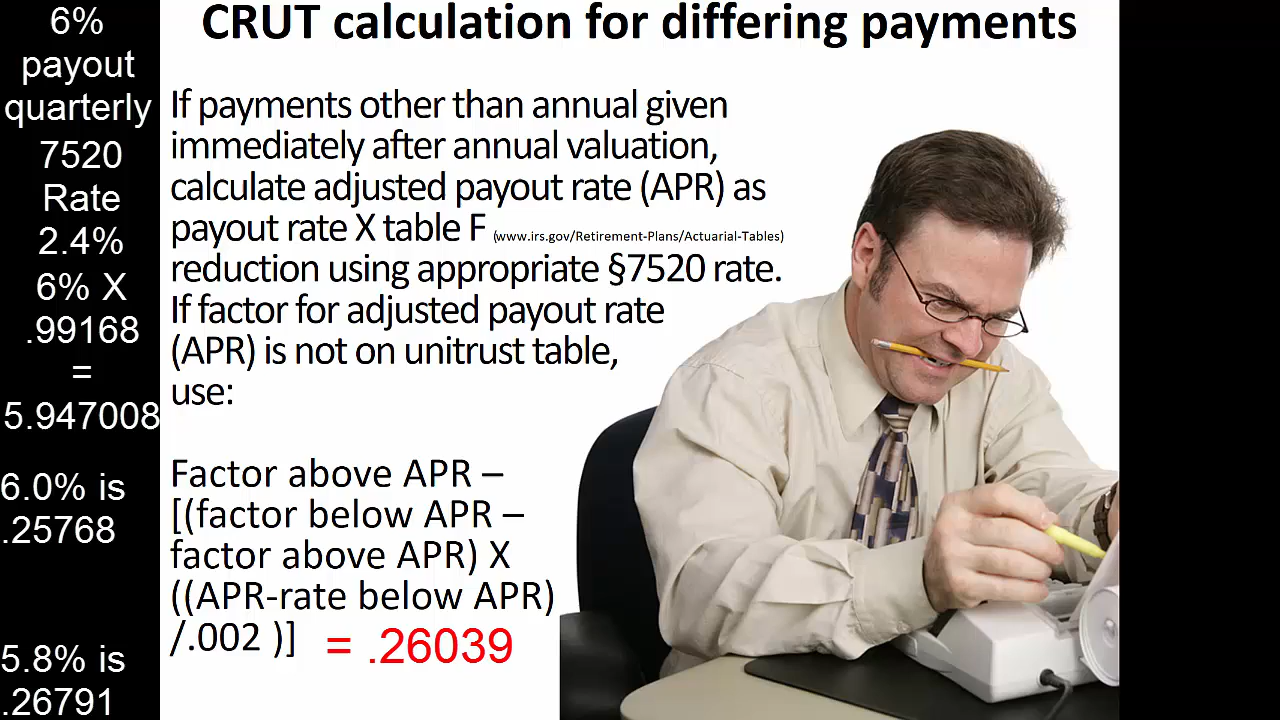 CRUT calculation for differing payments
6%
payout
quarterly
7520
Rate
2.4%
6% X
.99168
=
5.947008
6.0% is
.25768
5.8% is
.26791
If payments other than annual given
immediately after annual valuation,
calculate adjusted payout rate (APR) as
payout rate X table F (www.irs.gov/Retirement-Plans/Actuarial-Tables)
reduction using appropriate §7520 rate.
If factor for adjusted payout rate
(APR) is not on unitrust table,
use:
Factor above APR –
[(factor below APR –
factor above APR) X
((APR-rate below APR)
/.002 )] = .26039